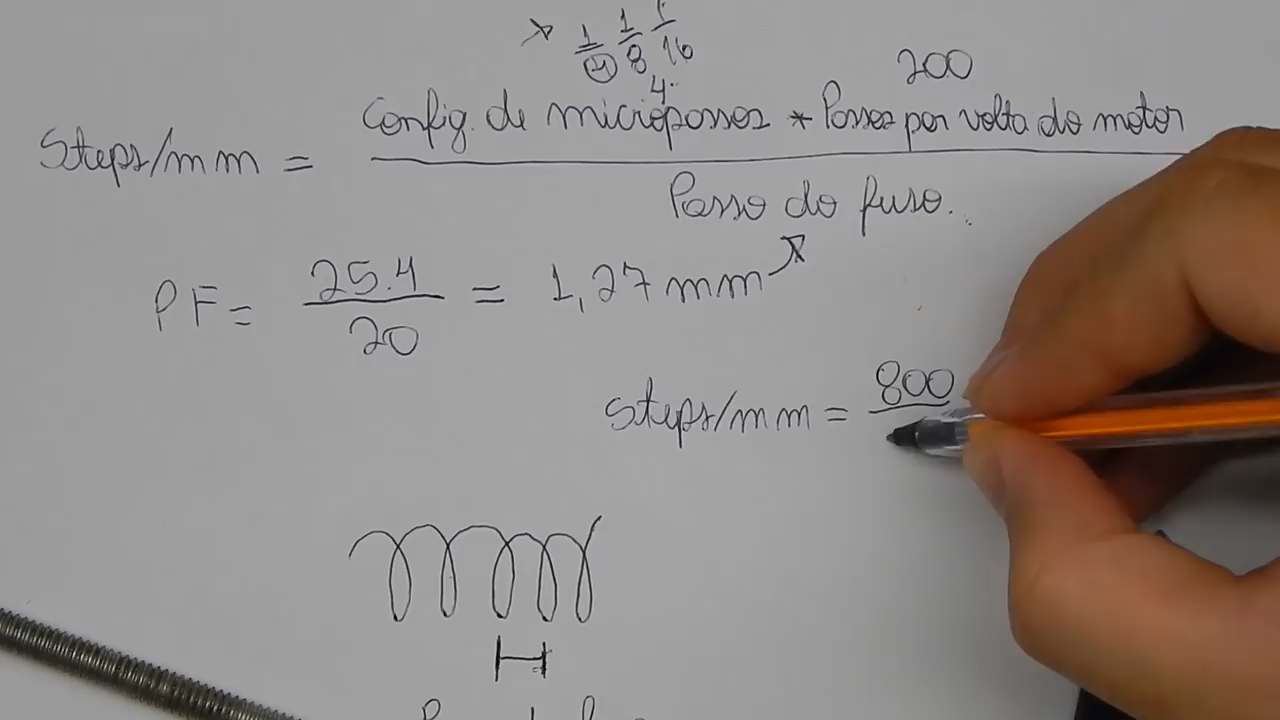 1/4 1/8 1/16
4. 200
Steps/mm = Config. de micropassos * Passos por volta do motor
Passo do fuso.
PF = 25.4 / 20 = 1,27 mm
Steps/mm = 800